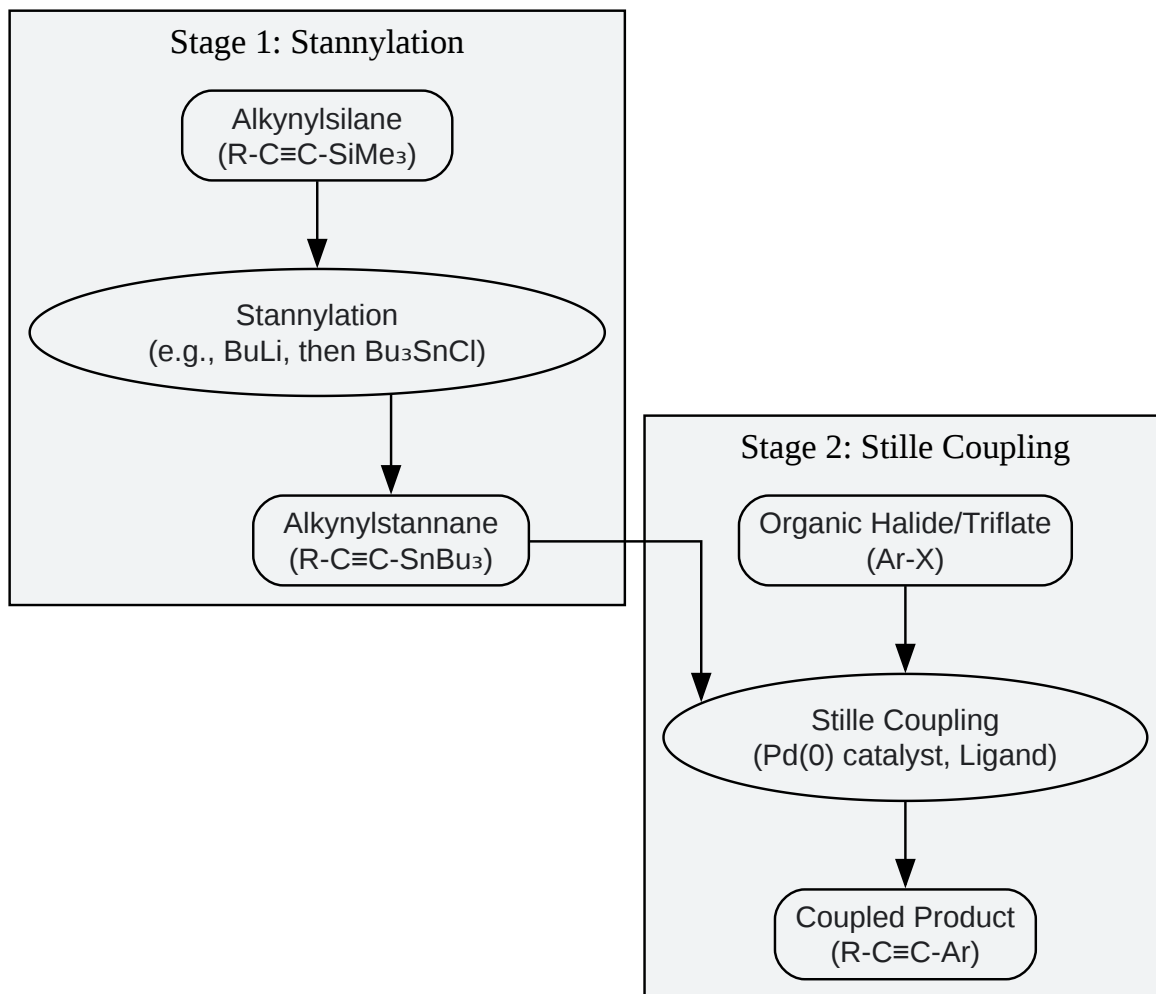 Stage 1: Stannylation
Alkynylsilane
(R-C≡C-SiMe₃)
Stannylation
(e.g., BuLi, then Bu₃SnCl)
Alkynylstannane
(R-C≡C-SnBu₃)
Stage 2: Stille Coupling
Organic Halide/Triflate
(Ar-X)
Stille Coupling
(Pd(0) catalyst, Ligand)
Coupled Product
(R-C≡C-Ar)